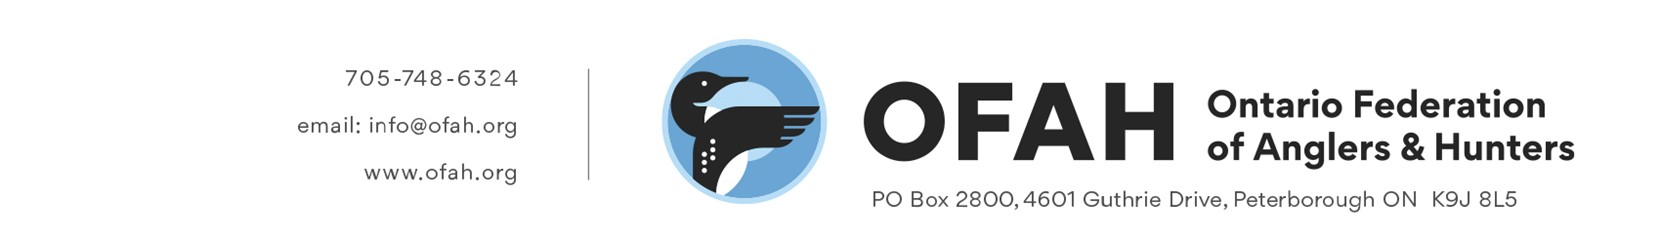 705-748-6324
email: info@ofah.org
www.ofah.org
OFAH
Ontario Federation
of Anglers & Hunters
PO Box 2800, 4601 Guthrie Drive, Peterborough ON K9J 8L5